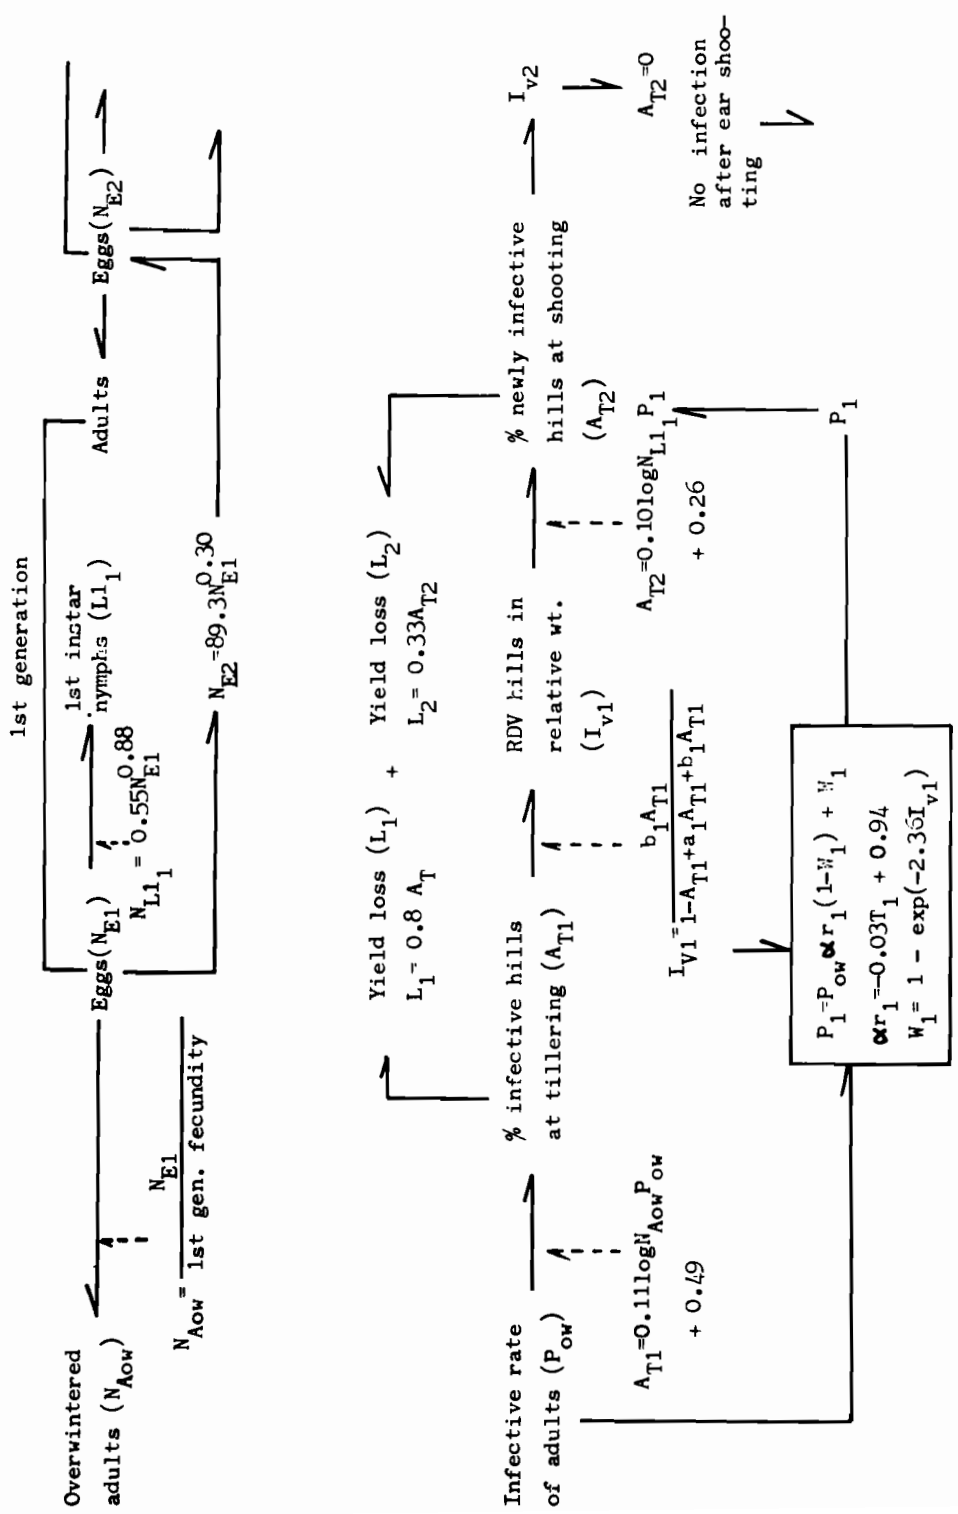 1st generation
Overwintered
adults (N_Aow)
Eggs(N_E1)
1st instar
nymphs (L1_1)
Adults
Eggs(N_E2)
N_L1_1 = 0.55N_E1^0.88
N_Aow = N_E1 / 1st gen. fecundity
N_E2=89.3N_E1^0.30
Yield loss (L_1) + Yield loss (L_2)
L_1= 0.8 A_T
L_2= 0.33A_T2
Infective rate
of adults (P_ow)
% infective hills
at tillering (A_T1)
RDV hills in
relative wt.
(I_v1)
% newly infective
hills at shooting
(A_T2)
I_v2
A_T1=0.11logN_Aow P_ow
+ 0.49
I_V1= b_1A_T1 / 1-A_T1+a_1A_T1+b_1A_T1
A_T2=0.10logN_L1_1 P_1
+ 0.26
A_T2=0
No infection
after ear shoo-
ting
P_1=P_ow αr_1(1-W_1) + W_1
αr_1=-0.03T_1 + 0.94
W_1= 1 - exp(-2.36I_v1)
P_1